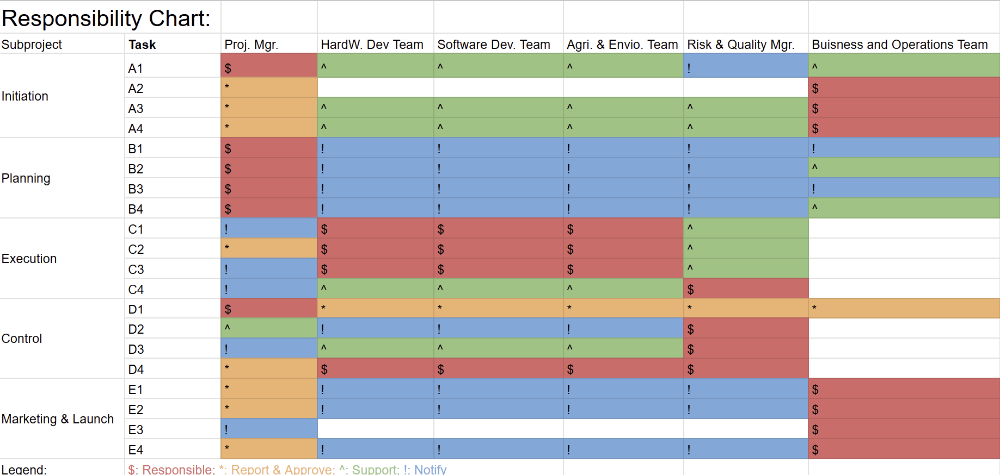 Responsibility Chart:
Subproject Task Proj. Mgr. HardW. Dev Team Software Dev. Team Agri. & Envio. Team Risk & Quality Mgr. Buisness and Operations Team
Initiation
A1 $ ^ ^ ^ ! ^
A2 * $
A3 * ^ ^ ^ ^ $
A4 * ^ ^ ^ ^ $
Planning
B1 $ ! ! ! ! !
B2 $ ! ! ! ! ^
B3 $ ! ! ! ! !
B4 $ ! ! ! ! ^
Execution
C1 ! $ $ $ ^
C2 * $ $ $ ^
C3 ! $ $ $ ^
C4 ! ^ ^ ^ $
Control
D1 $ * * * * *
D2 ^ ! ! ! $
D3 ! ^ ^ ^ $
D4 * $ $ $ $
Marketing & Launch
E1 * ! ! ! ! $
E2 * ! ! ! ! $
E3 ! $
E4 * ! ! ! ! $
Legend: $: Responsible; *: Report & Approve; ^: Support; !: Notify